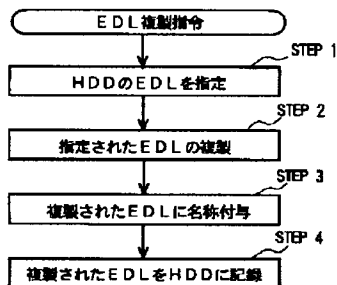 EDL複製指令
STEP 1
HDDのEDLを指定
STEP 2
指定されたEDLの複製
STEP 3
複製されたEDLに名称付与
STEP 4
複製されたEDLをHDDに記録